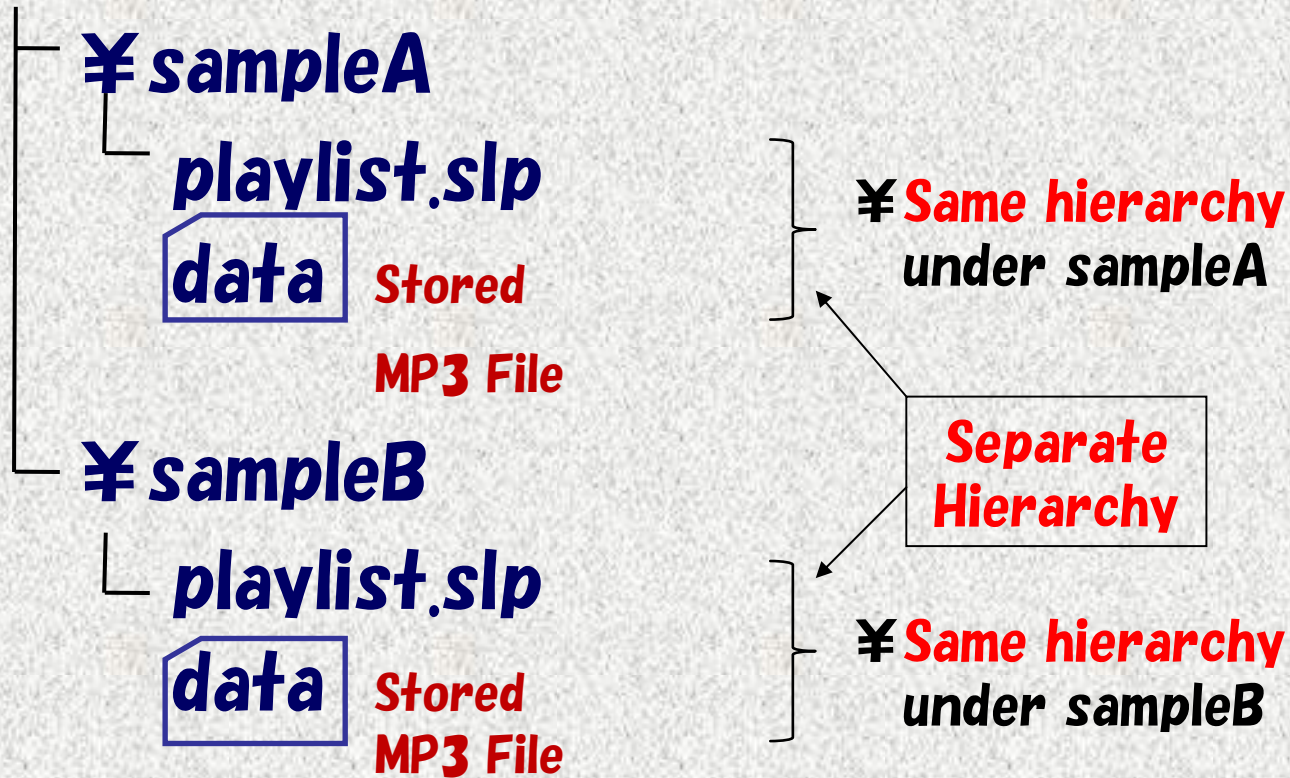 ¥sampleA
playlist.slp
data
Stored
MP3 File
¥Same hierarchy
under sampleA
Separate
Hierarchy
¥sampleB
playlist.slp
data
Stored
MP3 File
¥Same hierarchy
under sampleB